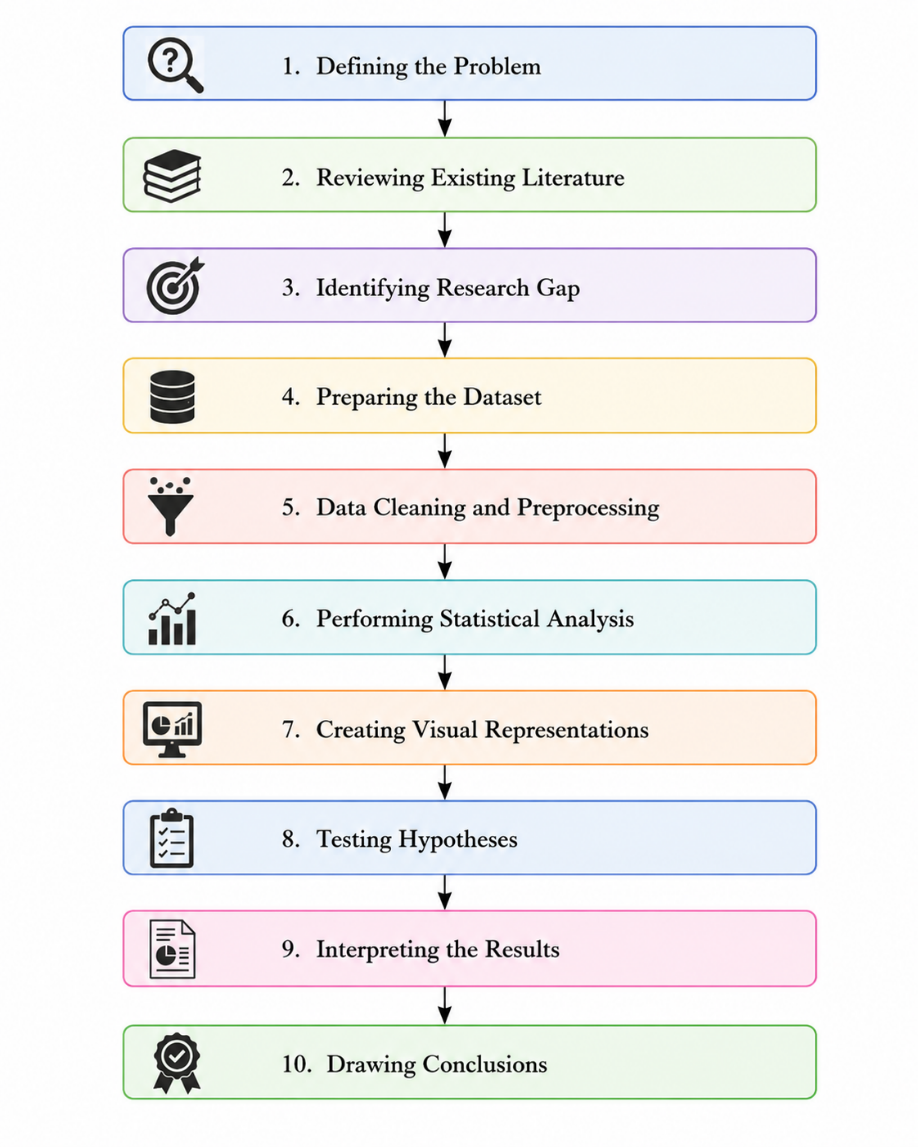 1. Defining the Problem
2. Reviewing Existing Literature
3. Identifying Research Gap
4. Preparing the Dataset
5. Data Cleaning and Preprocessing
6. Performing Statistical Analysis
7. Creating Visual Representations
8. Testing Hypotheses
9. Interpreting the Results
10. Drawing Conclusions